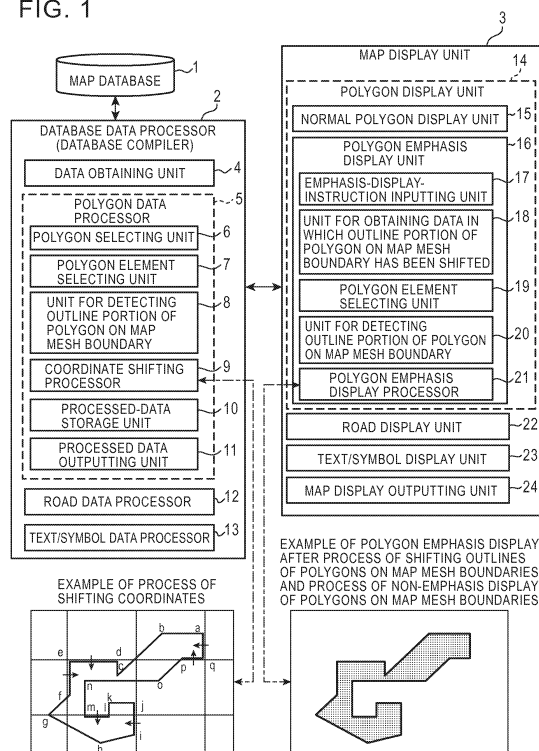 FIG. 1
MAP DATABASE
1
2
DATABASE DATA PROCESSOR
(DATABASE COMPILER)
DATA OBTAINING UNIT
4
POLYGON DATA
PROCESSOR
5
POLYGON SELECTING UNIT
6
POLYGON ELEMENT
SELECTING UNIT
7
UNIT FOR DETECTING
OUTLINE PORTION OF
POLYGON ON MAP
MESH BOUNDARY
8
COORDINATE SHIFTING
PROCESSOR
9
PROCESSED-DATA
STORAGE UNIT
10
PROCESSED DATA
OUTPUTTING UNIT
11
ROAD DATA PROCESSOR
12
TEXT/SYMBOL DATA PROCESSOR
13
3
MAP DISPLAY UNIT
14
POLYGON DISPLAY UNIT
NORMAL POLYGON DISPLAY UNIT
15
POLYGON EMPHASIS
DISPLAY UNIT
16
EMPHASIS-DISPLAY-
INSTRUCTION INPUTTING UNIT
17
UNIT FOR OBTAINING DATA IN
WHICH OUTLINE PORTION OF
POLYGON ON MAP MESH
BOUNDARY HAS BEEN SHIFTED
18
POLYGON ELEMENT
SELECTING UNIT
19
UNIT FOR DETECTING
OUTLINE PORTION OF POLYGON
ON MAP MESH BOUNDARY
20
POLYGON EMPHASIS
DISPLAY PROCESSOR
21
ROAD DISPLAY UNIT
22
TEXT/SYMBOL DISPLAY UNIT
23
MAP DISPLAY OUTPUTTING UNIT
24
EXAMPLE OF PROCESS OF
SHIFTING COORDINATES
b
a
e
d
c
p
q
n
o
f
k
m
l
j
g
i
h
EXAMPLE OF POLYGON EMPHASIS DISPLAY
AFTER PROCESS OF SHIFTING OUTLINES
OF POLYGONS ON MAP MESH BOUNDARIES
AND PROCESS OF NON-EMPHASIS DISPLAY
OF POLYGONS ON MAP MESH BOUNDARIES